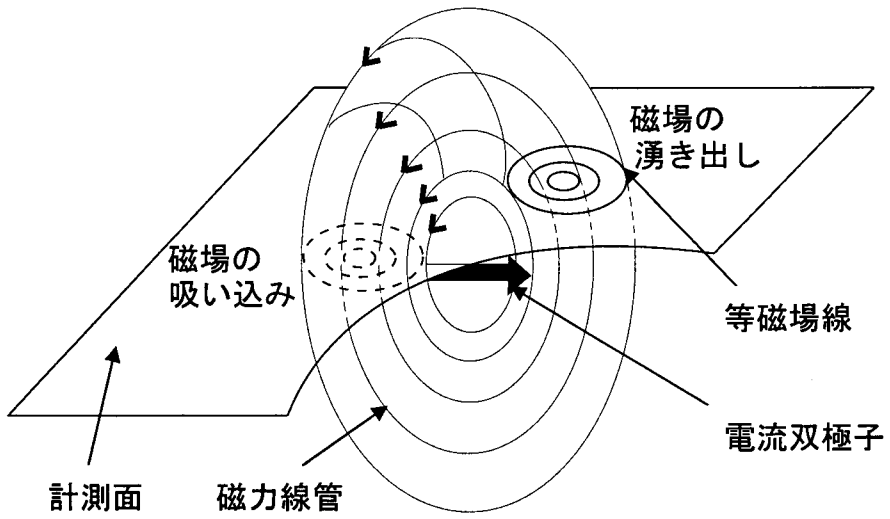 磁場の
湧き出し
磁場の
吸い込み
等磁場線
電流双極子
計測面
磁力線管